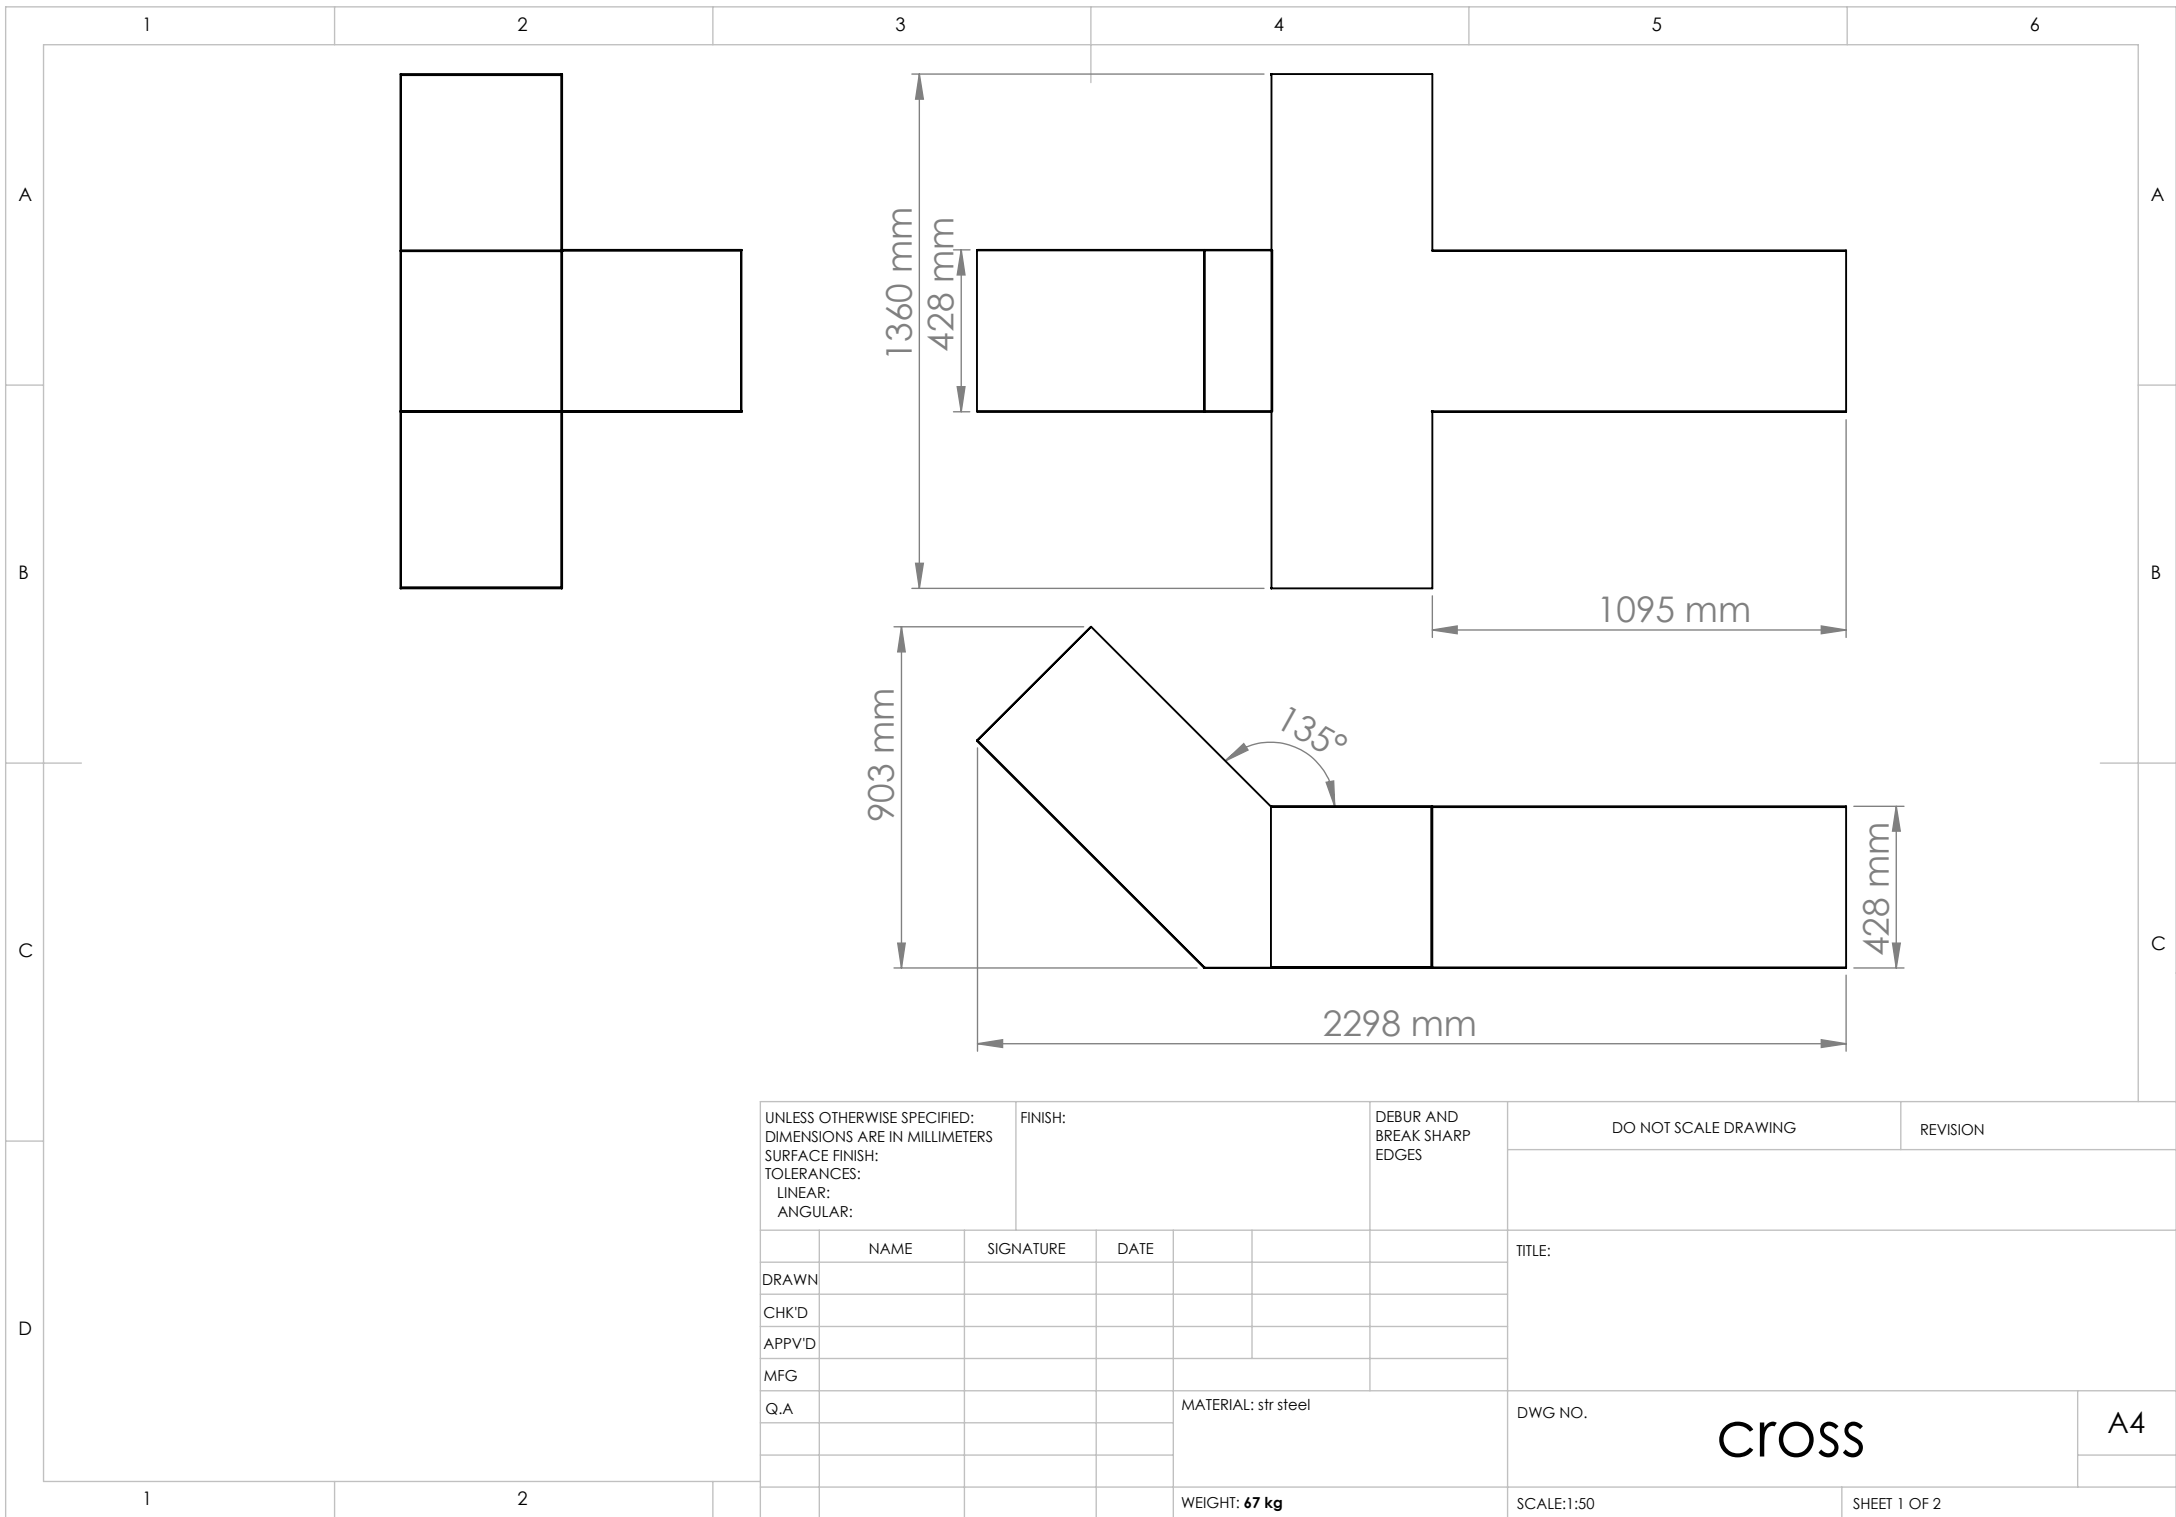 1 2 3 4 5 6
A A
1360 mm
428 mm
B B
1095 mm
903 mm
135°
428 mm
C C
2298 mm
UNLESS OTHERWISE SPECIFIED:
DIMENSIONS ARE IN MILLIMETERS
SURFACE FINISH:
TOLERANCES:
LINEAR:
ANGULAR:
FINISH:
DEBUR AND
BREAK SHARP
EDGES
DO NOT SCALE DRAWING
REVISION
NAME SIGNATURE DATE
TITLE:
DRAWN
CHK'D
APPV'D
MFG
Q.A
D
MATERIAL: str steel
DWG NO.
cross
A4
WEIGHT: 67 kg
SCALE:1:50
SHEET 1 OF 2
1 2